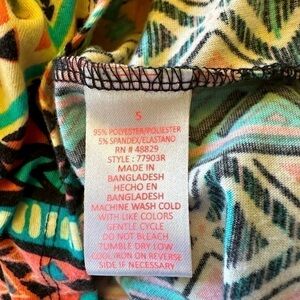 S
95% POLYESTER/POLIESTER
5% SPANDEX/ELASTANO
RN # 48829
STYLE : 77903R
MADE IN
BANGLADESH
HECHO EN
BANGLADESH
MACHINE WASH COLD
WITH LIKE COLORS
GENTLE CYCLE
DO NOT BLEACH
TUMBLE DRY LOW
COOL IRON ON REVERSE
SIDE IF NECESSARY